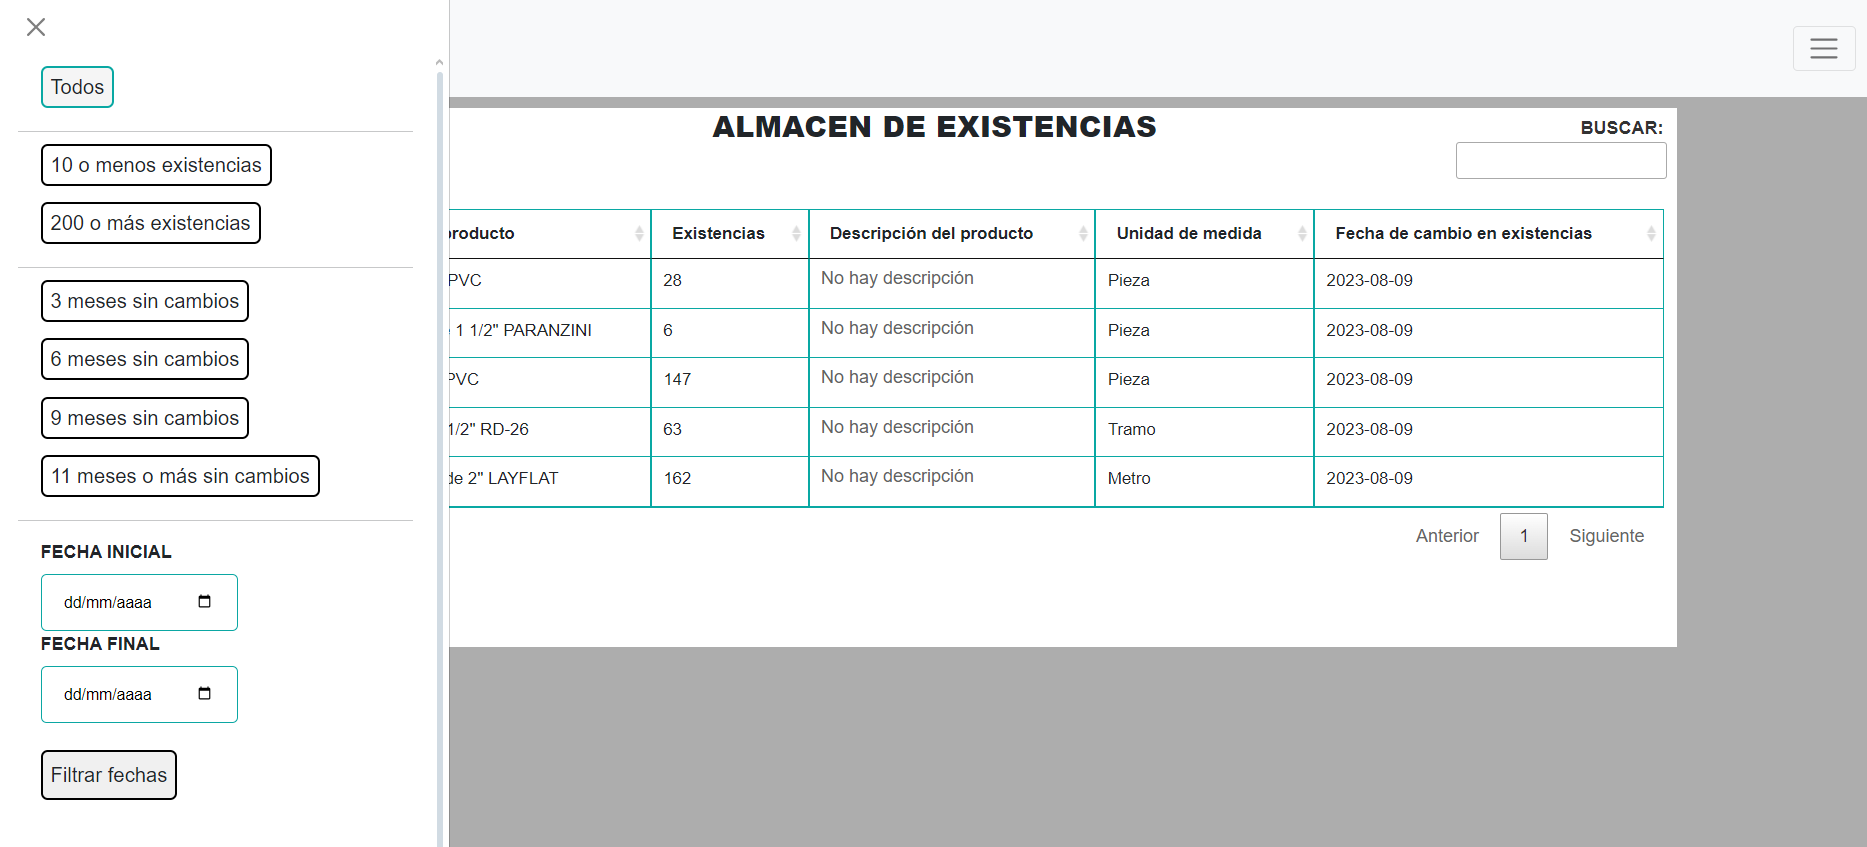 Todos
10 o menos existencias
200 o más existencias
3 meses sin cambios
6 meses sin cambios
9 meses sin cambios
11 meses o más sin cambios
FECHA INICIAL
dd/mm/aaaa
FECHA FINAL
dd/mm/aaaa
Filtrar fechas
ALMACEN DE EXISTENCIAS
BUSCAR:
producto Existencias Descripción del producto Unidad de medida Fecha de cambio en existencias
PVC 28 No hay descripción Pieza 2023-08-09
1 1/2" PARANZINI 6 No hay descripción Pieza 2023-08-09
PVC 147 No hay descripción Pieza 2023-08-09
1/2" RD-26 63 No hay descripción Tramo 2023-08-09
de 2" LAYFLAT 162 No hay descripción Metro 2023-08-09
Anterior 1 Siguiente